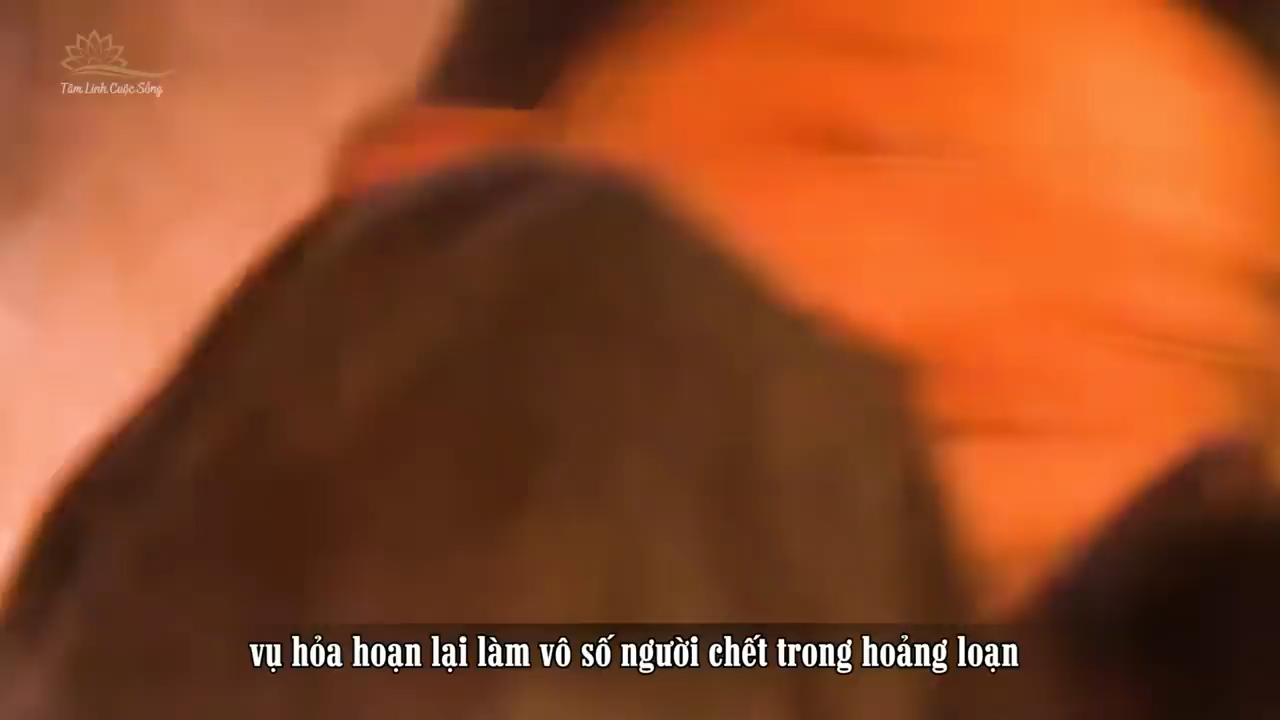 Tâm Linh Cuộc Sống
vụ hỏa hoạn lại làm vô số người chết trong hoảng loạn